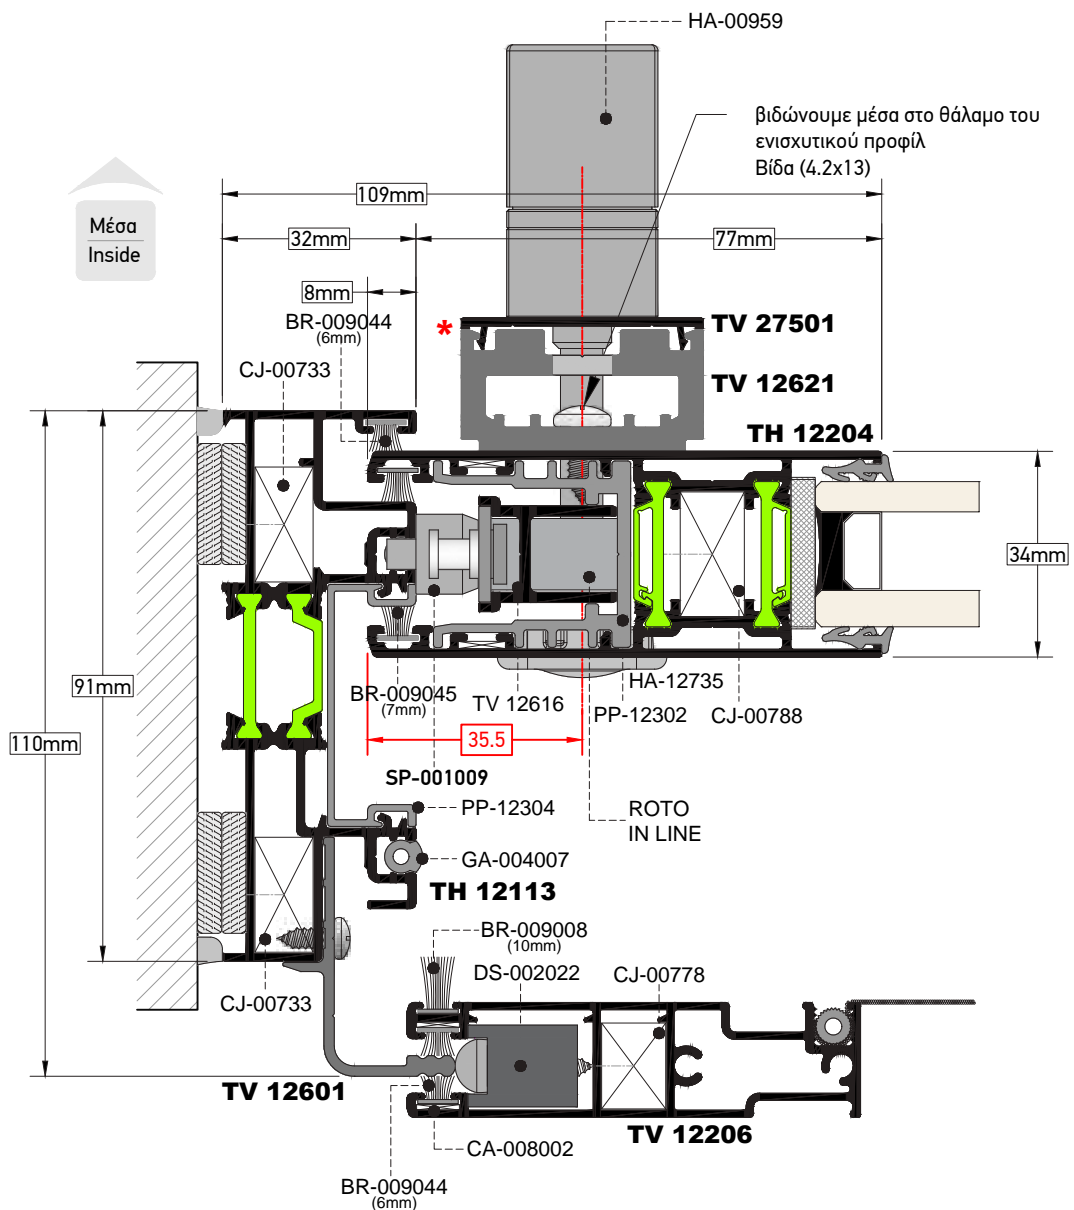 HA-00959
βιδώνουμε μέσα στο θάλαμο του
ενισχυτικού προφίλ
Βίδα (4.2x13)
Μέσα
Inside
109mm
32mm
77mm
8mm
BR-009044
(6mm)
*
TV 27501
CJ-00733
TV 12621
TH 12204
34mm
91mm
110mm
BR-009045
(7mm)
TV 12616
HA-12735
PP-12302
CJ-00788
35.5
SP-001009
PP-12304
ROTO
IN LINE
GA-004007
TH 12113
BR-009008
(10mm)
DS-002022
CJ-00778
CJ-00733
TV 12601
TV 12206
CA-008002
BR-009044
(6mm)